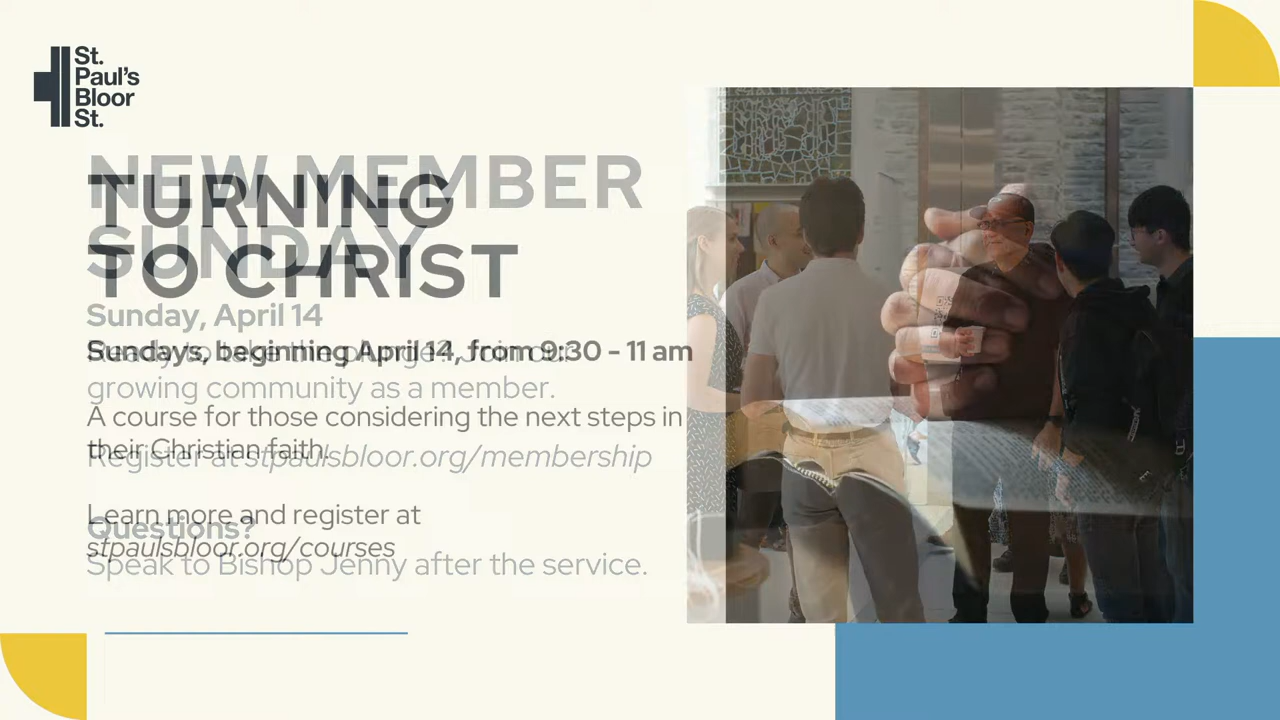 St.
Paul's
Bloor
St.
NEW MEMBER
SUNDAY
Sunday, April 14
growing community as a member.
Register at stpaulsbloor.org/membership
Questions?
Speak to Bishop Jenny after the service.
TURNING
TO CHRIST
Sundays, beginning April 14, from 9:30 - 11 am
A course for those considering the next steps in
their Christian faith.
Learn more and register at
stpaulsbloor.org/courses